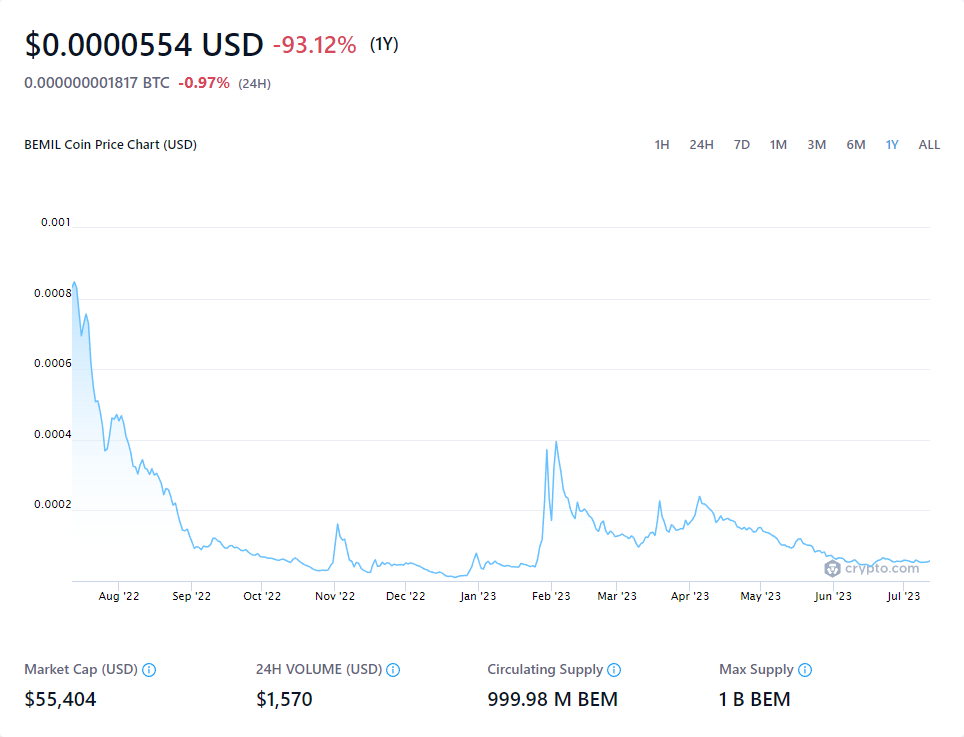 $0.0000554 USD -93.12% (1Y)
0.000000001817 BTC -0.97% (24H)
BEMIL Coin Price Chart (USD)
1H 24H 7D 1M 3M 6M 1Y ALL
0.001
0.0008
0.0006
0.0004
0.0002
crypto.com
Aug '22 Sep '22 Oct '22 Nov '22 Dec '22 Jan '23 Feb '23 Mar '23 Apr '23 May '23 Jun '23 Jul '23
Market Cap (USD) 24H VOLUME (USD) Circulating Supply Max Supply
$55,404 $1,570 999.98 M BEM 1 B BEM